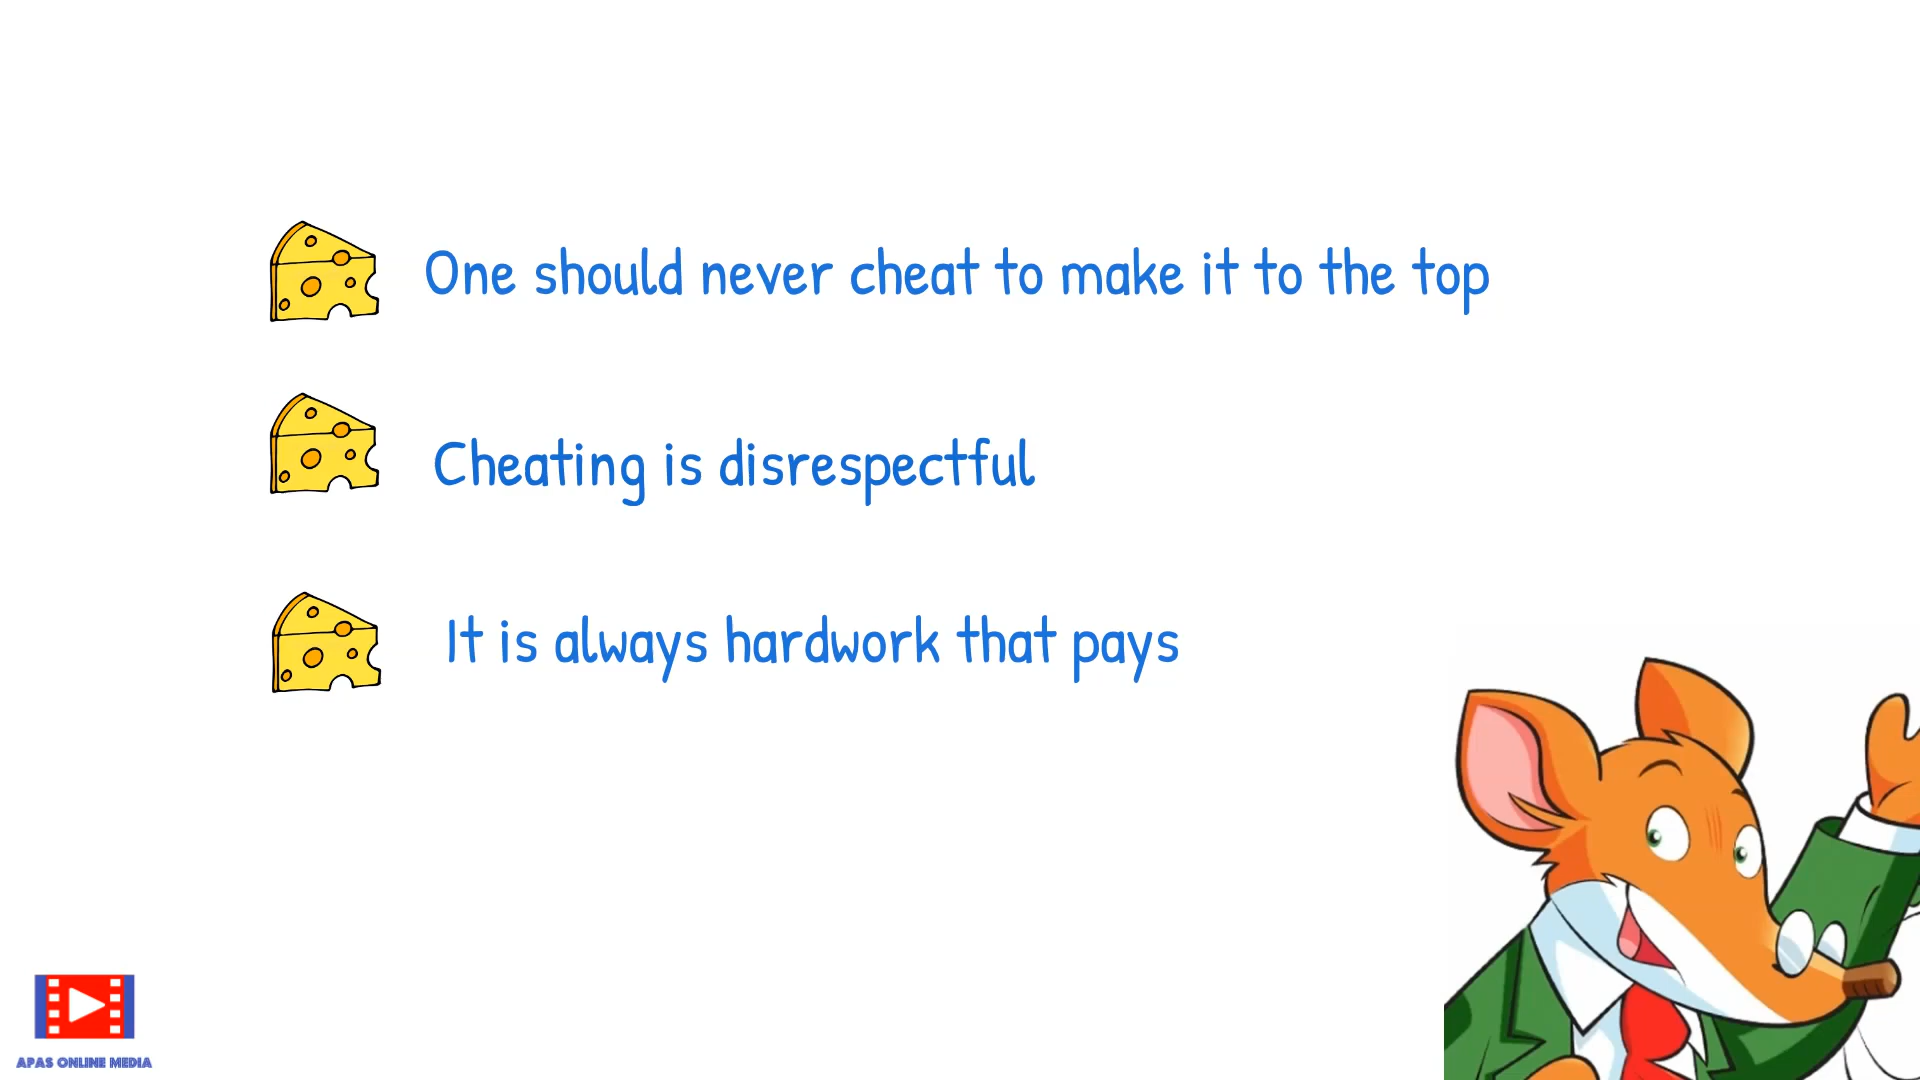 One should never cheat to make it to the top
Cheating is disrespectful
It is always hardwork that pays
APAS ONLINE MEDIA